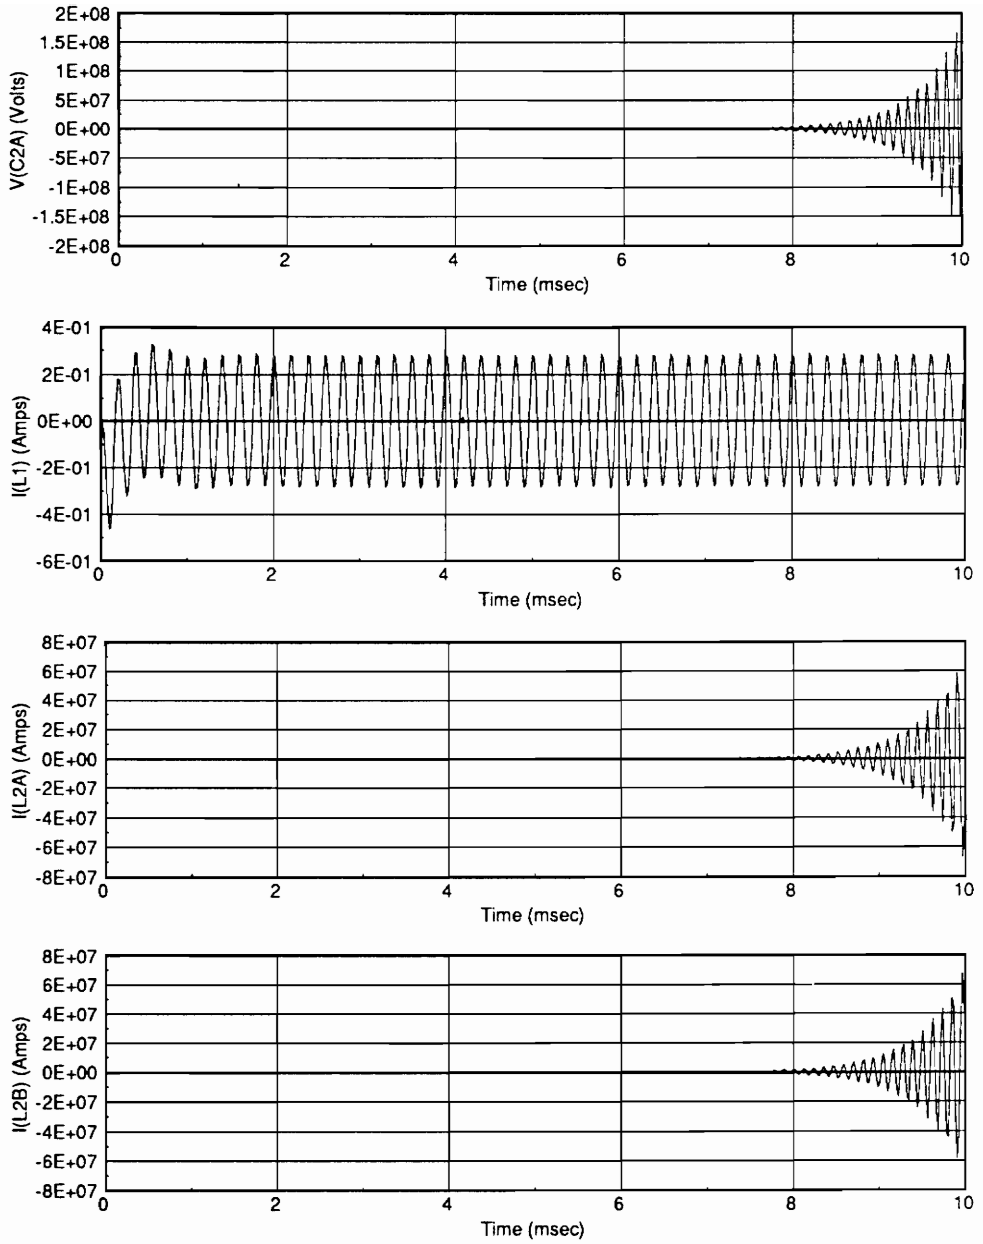 2E+08
1.5E+08
1E+08
5E+07
0E+00
-5E+07
-1E+08
-1.5E+08
-2E+08
V(C2A) (Volts)
0 2 4 6 8 10
Time (msec)
4E-01
2E-01
0E+00
-2E-01
-4E-01
-6E-01
I(L1) (Amps)
0 2 4 6 8 10
Time (msec)
8E+07
6E+07
4E+07
2E+07
0E+00
-2E+07
-4E+07
-6E+07
-8E+07
I(L2A) (Amps)
0 2 4 6 8 10
Time (msec)
8E+07
6E+07
4E+07
2E+07
0E+00
-2E+07
-4E+07
-6E+07
-8E+07
I(L2B) (Amps)
0 2 4 6 8 10
Time (msec)